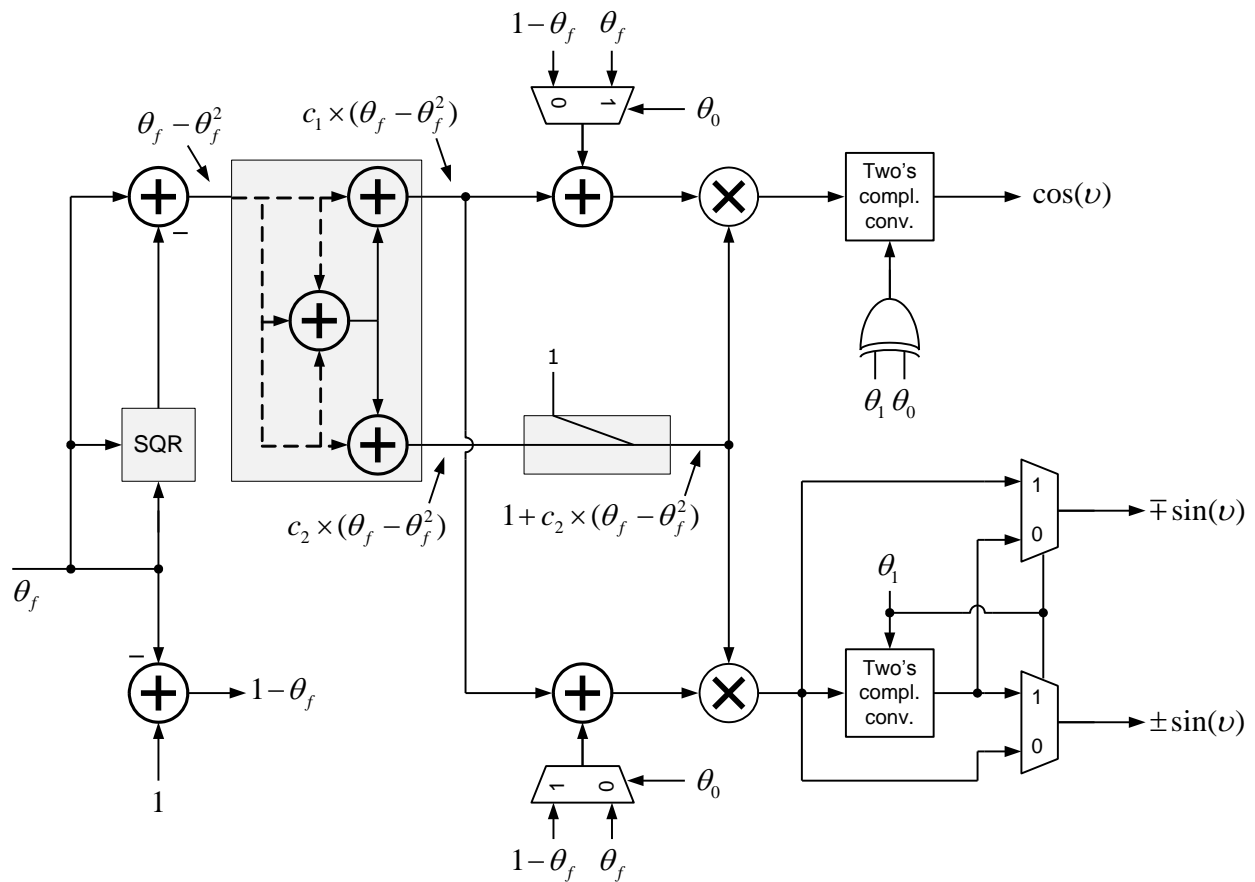 1−θ_f θ_f
0 1
θ_0
θ_f − θ_f^2
c_1 × (θ_f − θ_f^2)
−
Two's
compl.
conv.
cos(υ)
θ_1 θ_0
1
SQR
c_2 × (θ_f − θ_f^2)
1 + c_2 × (θ_f − θ_f^2)
1
0
∓ sin(υ)
θ_f
θ_1
−
1−θ_f
1
Two's
compl.
conv.
1
0
± sin(υ)
1 0
θ_0
1−θ_f θ_f